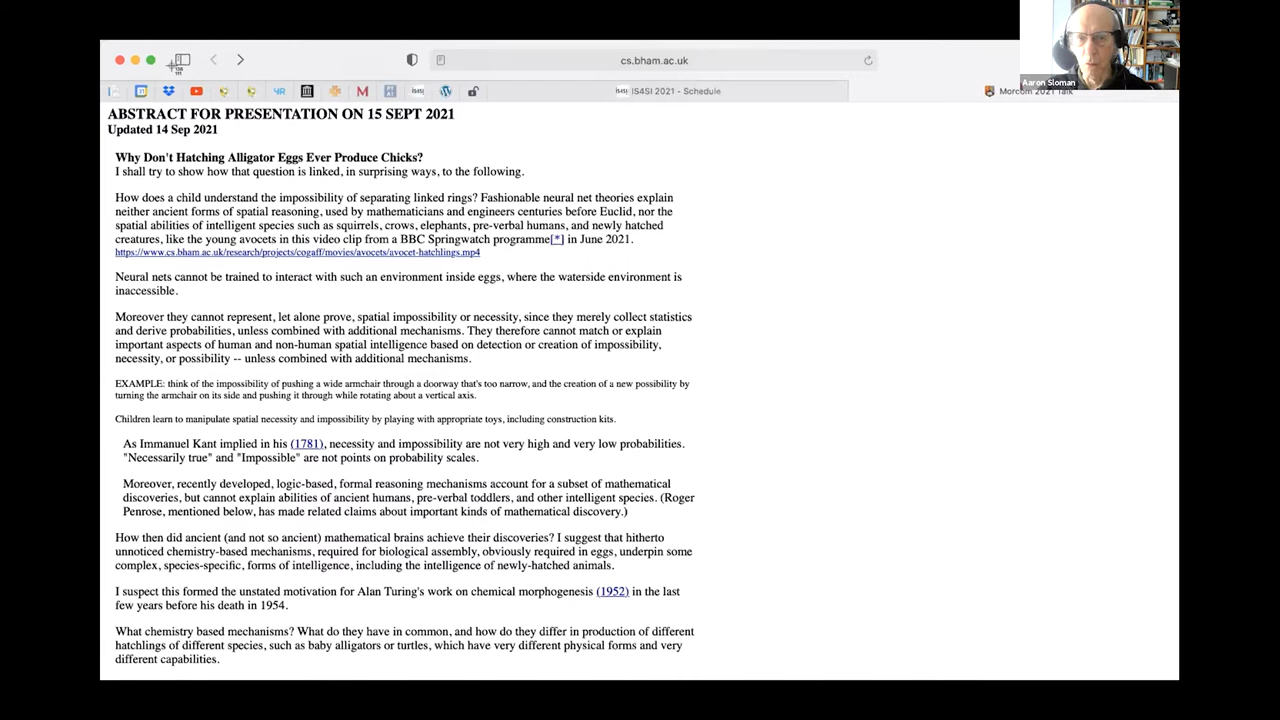 cs.bham.ac.uk
Aaron Sloman
IS4SI 2021 - Schedule
Morcom 2021 Talk
ABSTRACT FOR PRESENTATION ON 15 SEPT 2021
Updated 14 Sep 2021
Why Don't Hatching Alligator Eggs Ever Produce Chicks?
I shall try to show how that question is linked, in surprising ways, to the following.
How does a child understand the impossibility of separating linked rings? Fashionable neural net theories explain
neither ancient forms of spatial reasoning, used by mathematicians and engineers centuries before Euclid, nor the
spatial abilities of intelligent species such as squirrels, crows, elephants, pre-verbal humans, and newly hatched
creatures, like the young avocets in this video clip from a BBC Springwatch programme[*] in June 2021.
https://www.cs.bham.ac.uk/research/projects/cogaff/movies/avocets/avocet-hatchlings.mp4
Neural nets cannot be trained to interact with such an environment inside eggs, where the waterside environment is
inaccessible.
Moreover they cannot represent, let alone prove, spatial impossibility or necessity, since they merely collect statistics
and derive probabilities, unless combined with additional mechanisms. They therefore cannot match or explain
important aspects of human and non-human spatial intelligence based on detection or creation of impossibility,
necessity, or possibility -- unless combined with additional mechanisms.
EXAMPLE: think of the impossibility of pushing a wide armchair through a doorway that's too narrow, and the creation of a new possibility by
turning the armchair on its side and pushing it through while rotating about a vertical axis.
Children learn to manipulate spatial necessity and impossibility by playing with appropriate toys, including construction kits.
As Immanuel Kant implied in his (1781), necessity and impossibility are not very high and very low probabilities.
"Necessarily true" and "Impossible" are not points on probability scales.
Moreover, recently developed, logic-based, formal reasoning mechanisms account for a subset of mathematical
discoveries, but cannot explain abilities of ancient humans, pre-verbal toddlers, and other intelligent species. (Roger
Penrose, mentioned below, has made related claims about important kinds of mathematical discovery.)
How then did ancient (and not so ancient) mathematical brains achieve their discoveries? I suggest that hitherto
unnoticed chemistry-based mechanisms, required for biological assembly, obviously required in eggs, underpin some
complex, species-specific, forms of intelligence, including the intelligence of newly-hatched animals.
I suspect this formed the unstated motivation for Alan Turing's work on chemical morphogenesis (1952) in the last
few years before his death in 1954.
What chemistry based mechanisms? What do they have in common, and how do they differ in production of different
hatchlings of different species, such as baby alligators or turtles, which have very different physical forms and very
different capabilities.